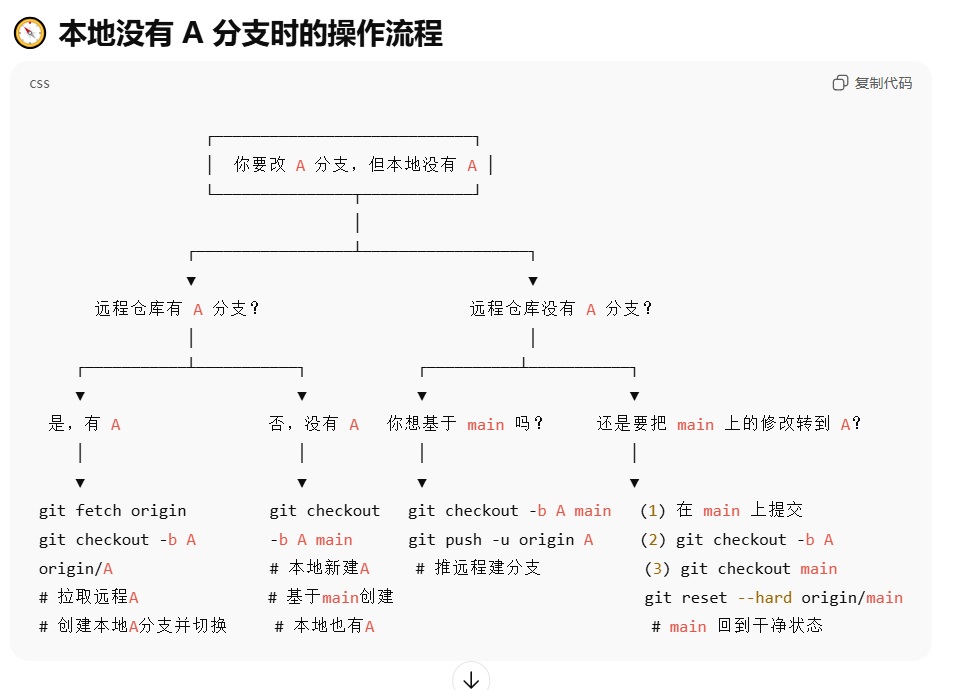 本地没有 A 分支时的操作流程
css
复制代码
你要改 A 分支，但本地没有 A
远程仓库有 A 分支？ 远程仓库没有 A 分支？
是，有 A 否，没有 A 你想基于 main 吗？ 还是要把 main 上的修改转到 A？
git fetch origin git checkout git checkout -b A main (1) 在 main 上提交
git checkout -b A -b A main git push -u origin A (2) git checkout -b A
origin/A # 本地新建A # 推远程建分支 (3) git checkout main
# 拉取远程A # 基于main创建 git reset --hard origin/main
# 创建本地A分支并切换 # 本地也有A # main 回到干净状态